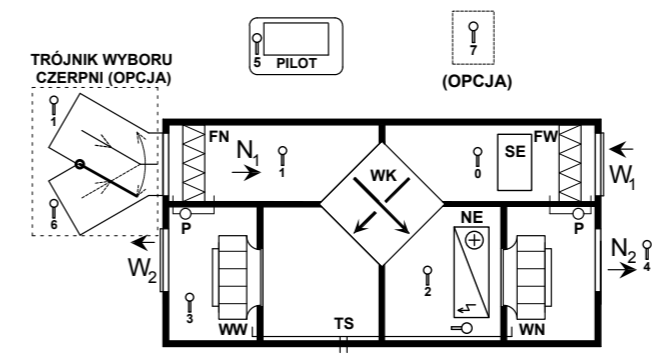 TRÓJNIK WYBORU
CZERPNI (OPCJA)
1
6
5
PILOT
7
(OPCJA)
FN
N1
1
WK
0
SE
FW
W1
P
P
W2
3
WW
TS
2
NE
WN
N2
4